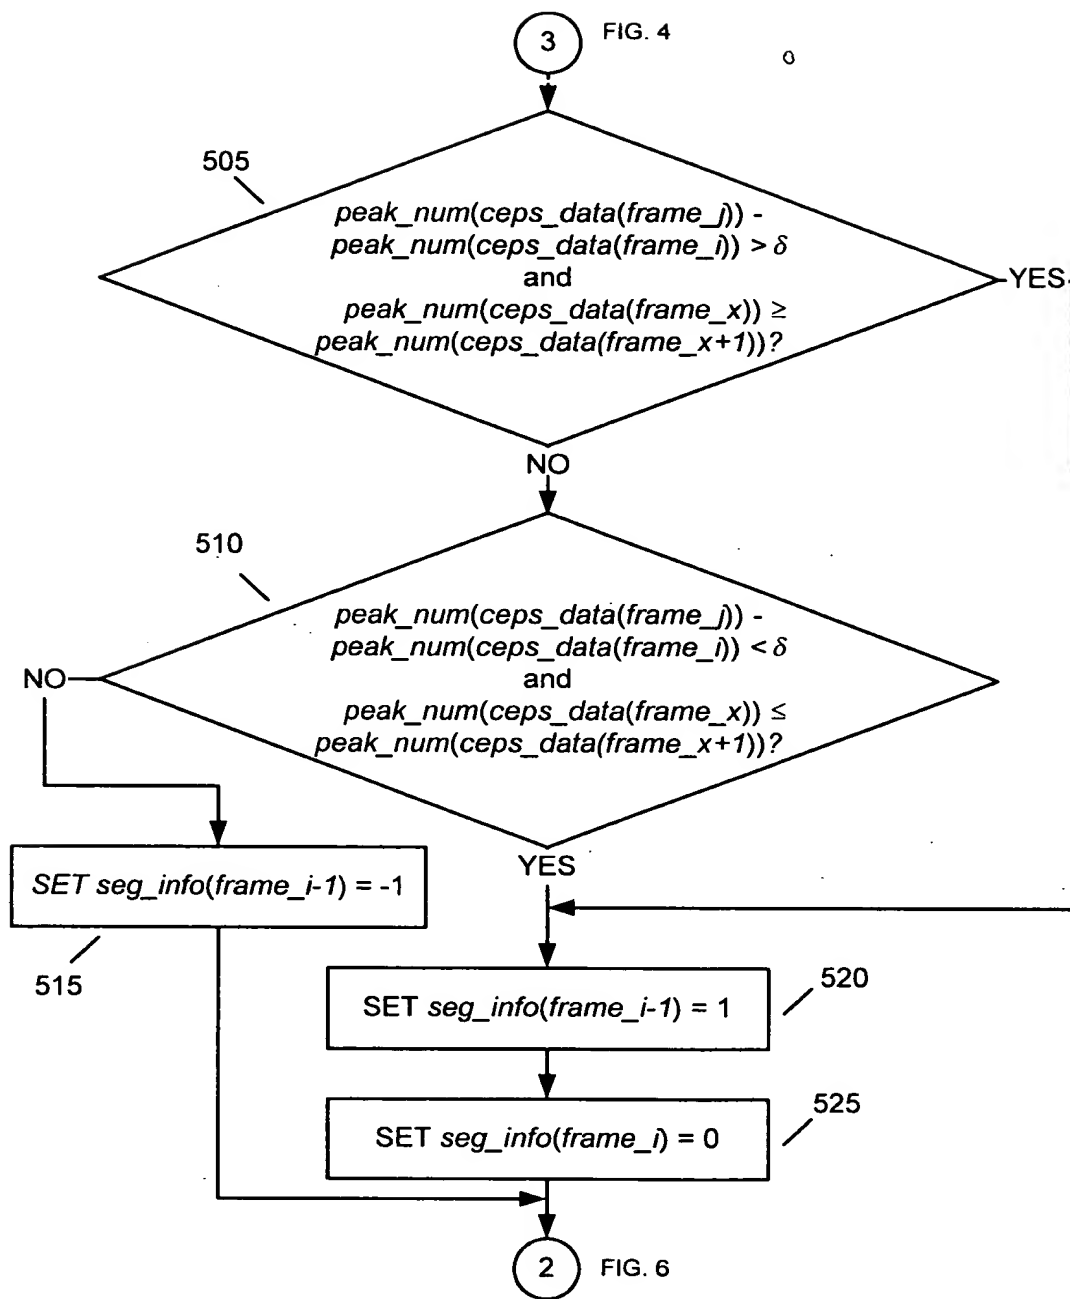 3
FIG. 4
505
peak_num(ceps_data(frame_j)) -
peak_num(ceps_data(frame_i)) > δ
and
peak_num(ceps_data(frame_x)) ≥
peak_num(ceps_data(frame_x+1))?
YES
NO
510
peak_num(ceps_data(frame_j)) -
peak_num(ceps_data(frame_i)) < δ
and
peak_num(ceps_data(frame_x)) ≤
peak_num(ceps_data(frame_x+1))?
NO
YES
SET seg_info(frame_i-1) = -1
515
SET seg_info(frame_i-1) = 1
520
SET seg_info(frame_i) = 0
525
2
FIG. 6